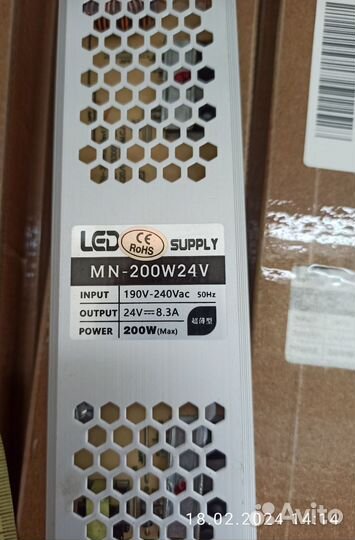 LED CE RoHS SUPPLY
MN-200W24V
INPUT 190V-240Vac 50Hz
OUTPUT 24V⎓8.3A
POWER 200W(Max) 超薄型
Avito
18.02.2024 14:14